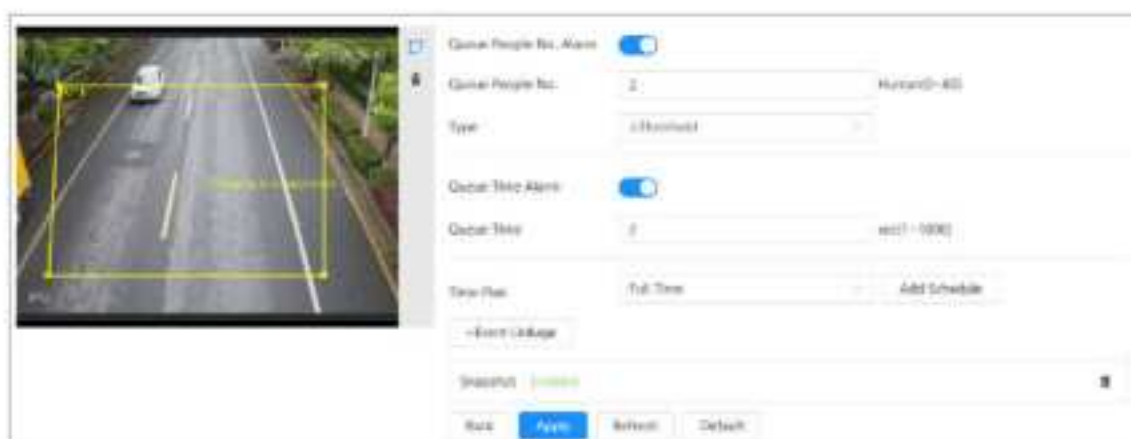 Queue People No. Alarm
Queue People No. 2
Type
Queue Time Alarm
Queue Time 2
Time Plan Full Time Add Schedule
+Event Linkage
Snapshot
Back Apply Refresh Default